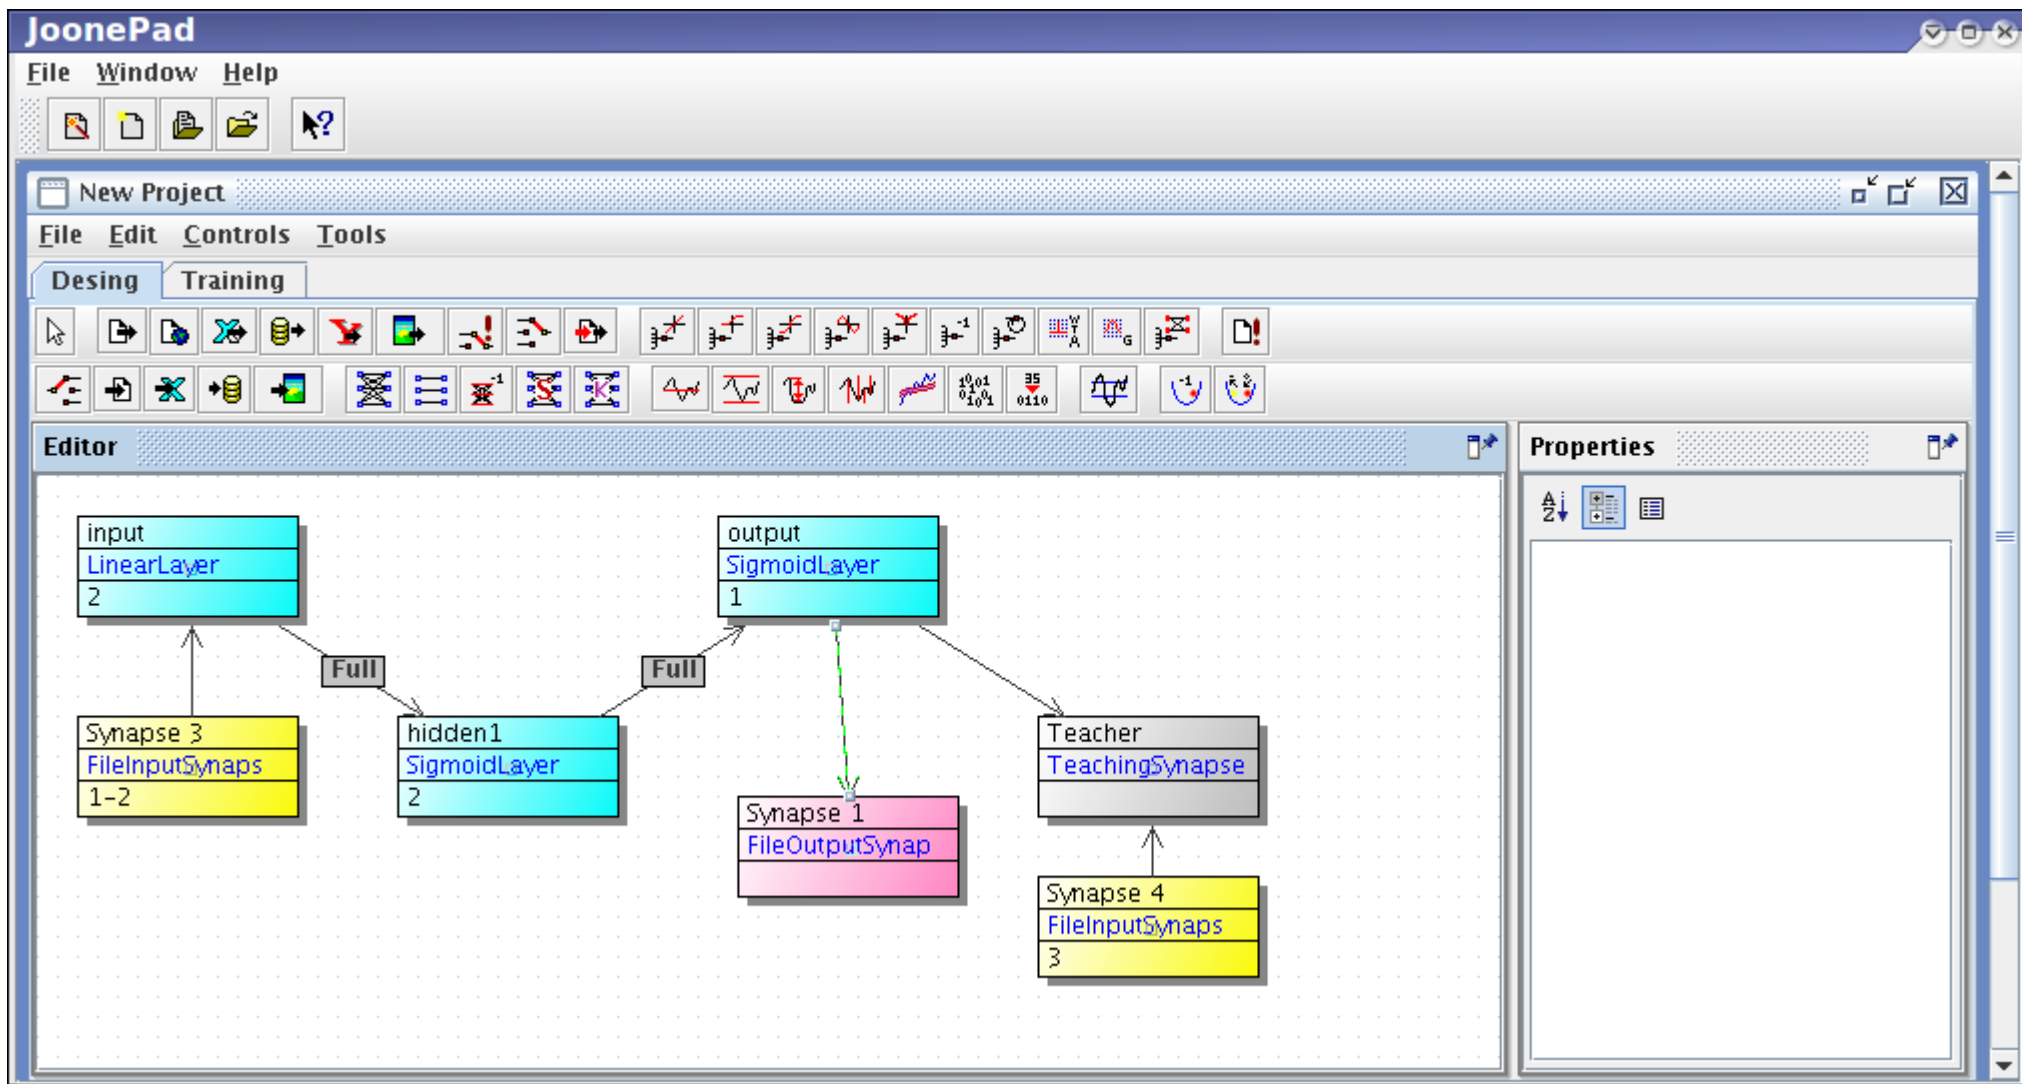 JoonePad
File Window Help
New Project
File Edit Controls Tools
Desing Training
Editor
Properties
input
LinearLayer
2
output
SigmoidLayer
1
Full
Full
Synapse 3
FileInputSynaps
1-2
hidden1
SigmoidLayer
2
Teacher
TeachingSynapse
Synapse 1
FileOutputSynap
Synapse 4
FileInputSynaps
3